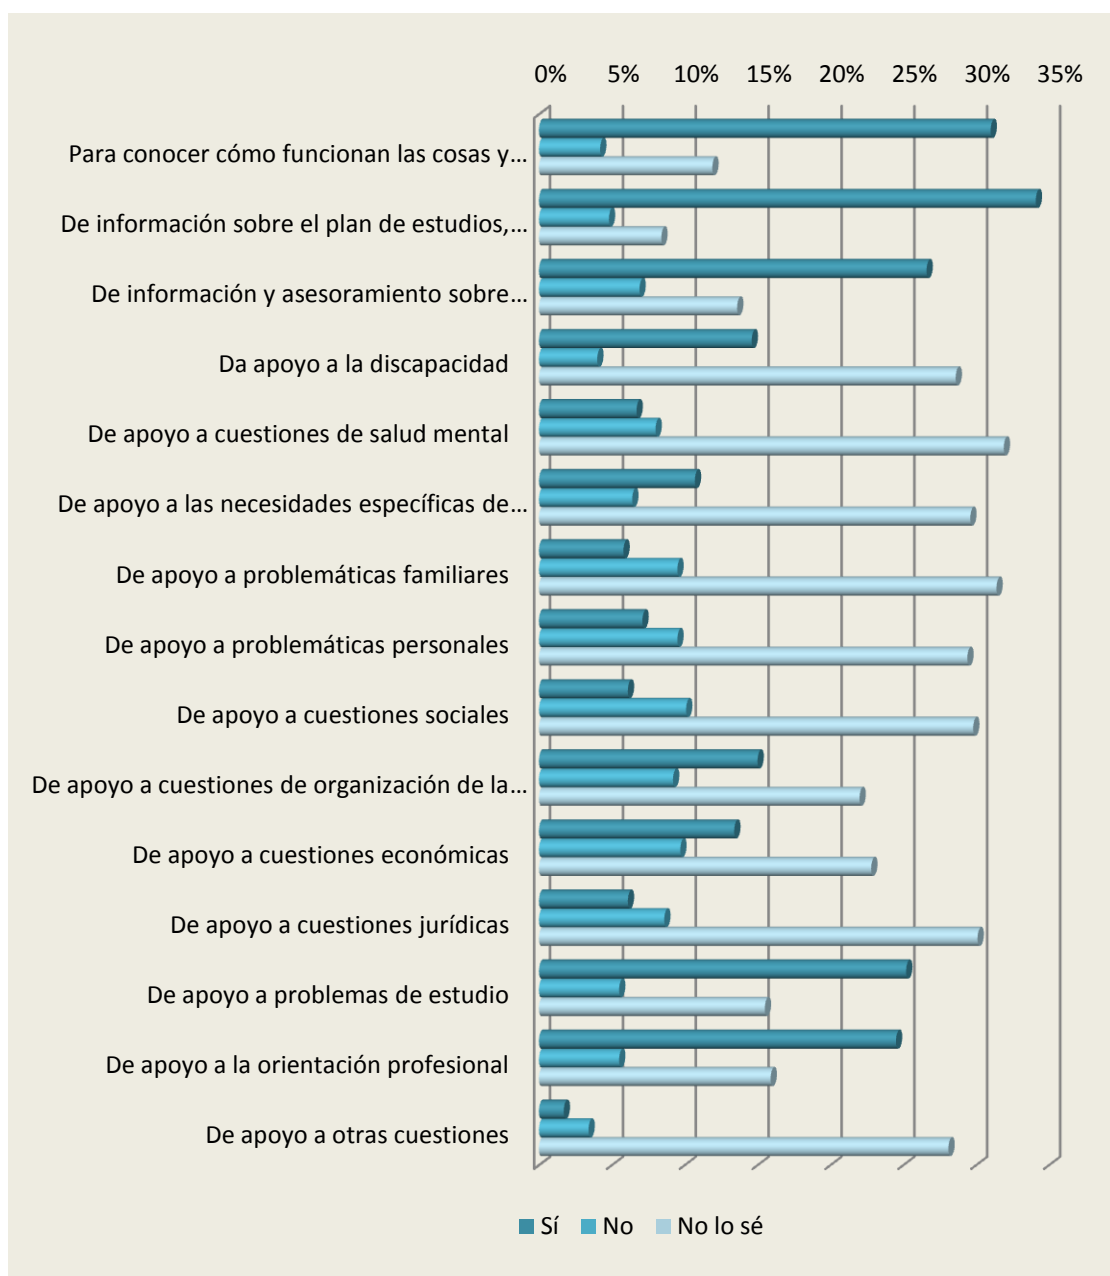 0% 5% 10% 15% 20% 25% 30% 35%
Para conocer cómo funcionan las cosas y...
De información sobre el plan de estudios,...
De información y asesoramiento sobre...
Da apoyo a la discapacidad
De apoyo a cuestiones de salud mental
De apoyo a las necesidades específicas de...
De apoyo a problemáticas familiares
De apoyo a problemáticas personales
De apoyo a cuestiones sociales
De apoyo a cuestiones de organización de la...
De apoyo a cuestiones económicas
De apoyo a cuestiones jurídicas
De apoyo a problemas de estudio
De apoyo a la orientación profesional
De apoyo a otras cuestiones
Sí No No lo sé